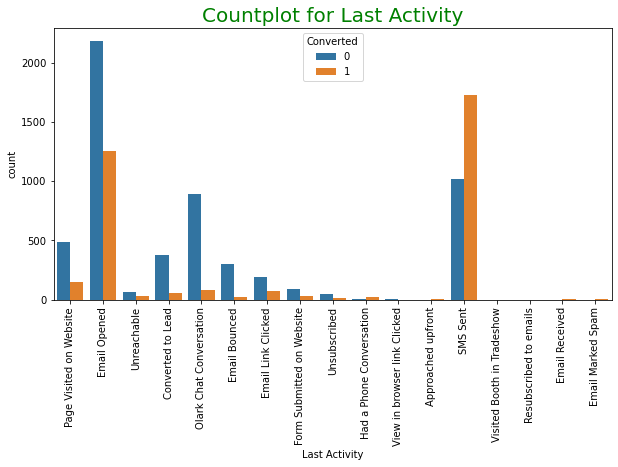 Countplot for Last Activity
Converted
0
1
2000
1500
1000
500
0
count
Page Visited on Website
Email Opened
Unreachable
Converted to Lead
Olark Chat Conversation
Email Bounced
Email Link Clicked
Form Submitted on Website
Unsubscribed
Had a Phone Conversation
View in browser link Clicked
Approached upfront
SMS Sent
Visited Booth in Tradeshow
Resubscribed to emails
Email Received
Email Marked Spam
Last Activity